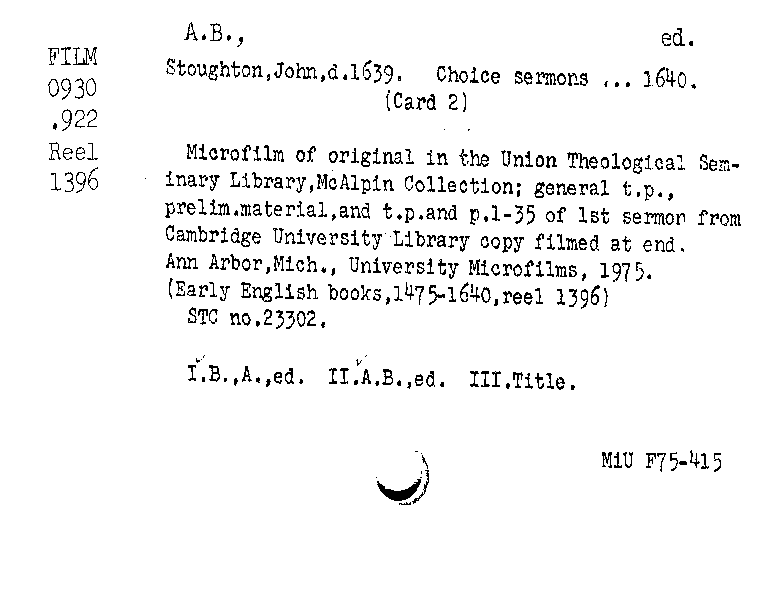 A.B., ed.
FILM
0930
.922
Reel
1396
Stoughton,John,d.1639. Choice sermons ... 1640.
(Card 2)
Microfilm of original in the Union Theological Sem-
inary Library,McAlpin Collection; general t.p.,
prelim.material,and t.p.and p.1-35 of 1st sermon from
Cambridge University Library copy filmed at end.
Ann Arbor,Mich., University Microfilms, 1975.
(Early English books,1475-1640,reel 1396)
STC no.23302.
I.B.,A.,ed. II.A.B.,ed. III.Title.
MiU F75-415